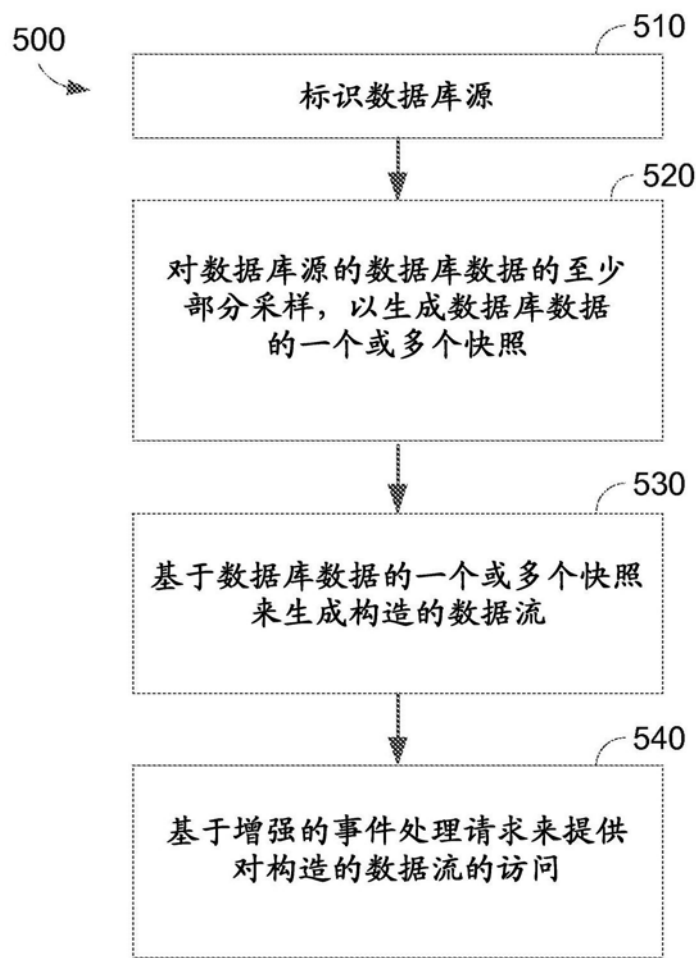 500
510
标识数据库源
520
对数据库源的数据库数据的至少
部分采样，以生成数据库数据
的一个或多个快照
530
基于数据库数据的一个或多个快照
来生成构造的数据流
540
基于增强的事件处理请求来提供
对构造的数据流的访问